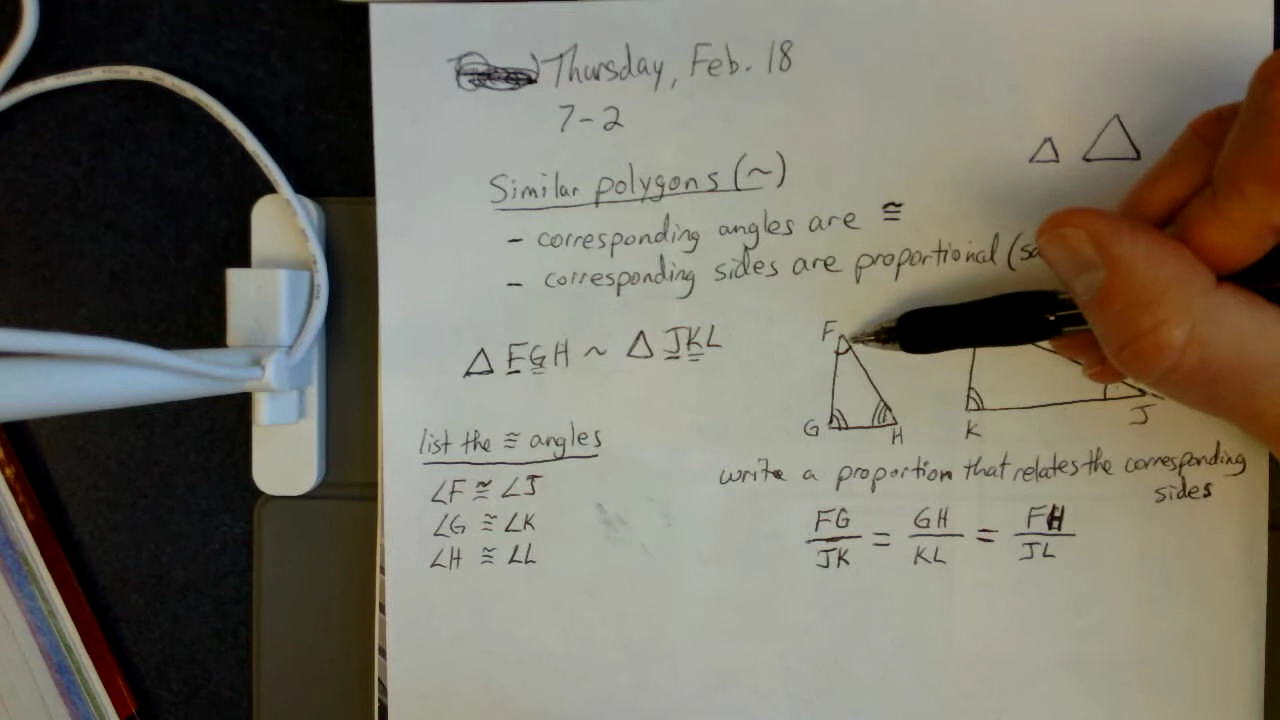 Thursday, Feb. 18
7-2
Similar polygons (~)
- corresponding angles are ≅
- corresponding sides are proportional
△ FGH ~ △ JKL
F
G
H
K
J
list the ≅ angles
∠F ≅ ∠J
∠G ≅ ∠K
∠H ≅ ∠L
write a proportion that relates the corresponding
sides
FG/JK = GH/KL = FH/JL